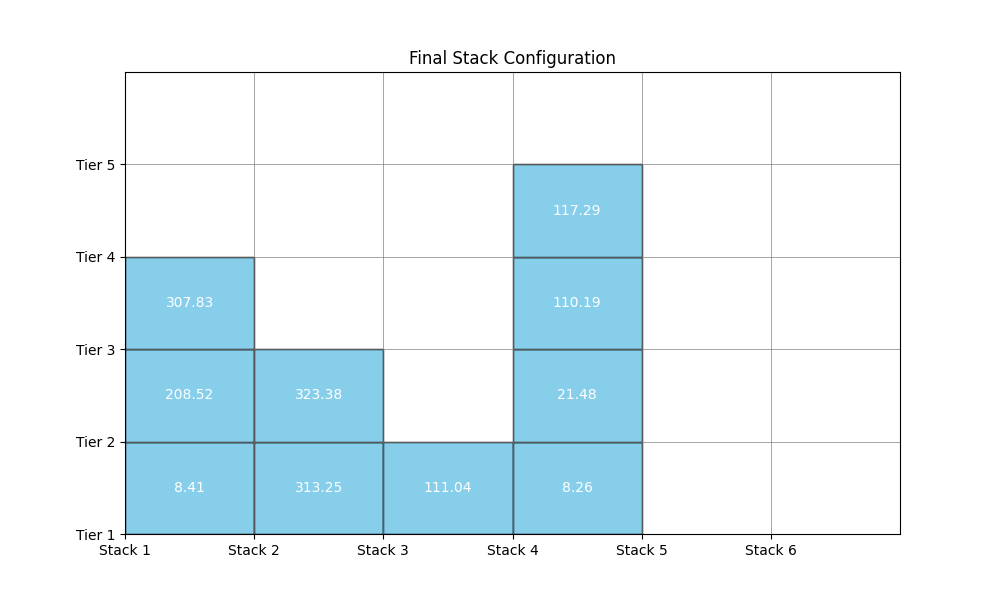 Final Stack Configuration
Tier 5
117.29
Tier 4
307.83
110.19
Tier 3
208.52
323.38
21.48
Tier 2
8.41
313.25
111.04
8.26
Tier 1
Stack 1
Stack 2
Stack 3
Stack 4
Stack 5
Stack 6